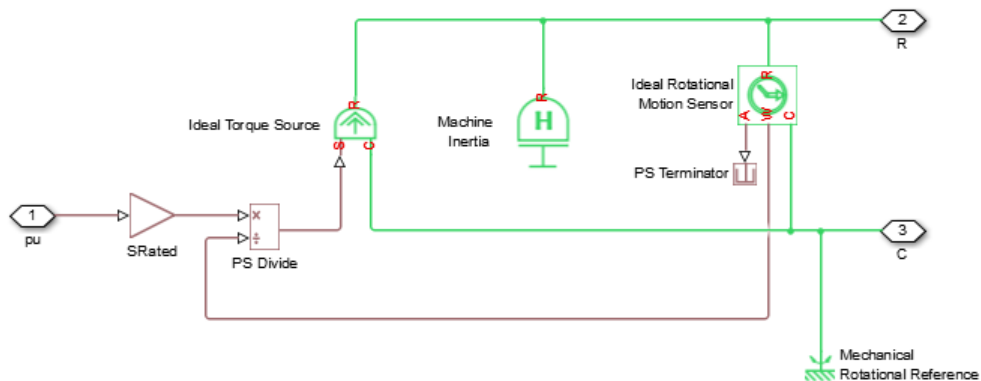 2
R
R
Ideal Rotational
Motion Sensor
R
A
W
C
Ideal Torque Source
S
C
Machine
Inertia
R
H
PS Terminator
1
pu
SRated
×
÷
PS Divide
3
C
Mechanical
Rotational Reference